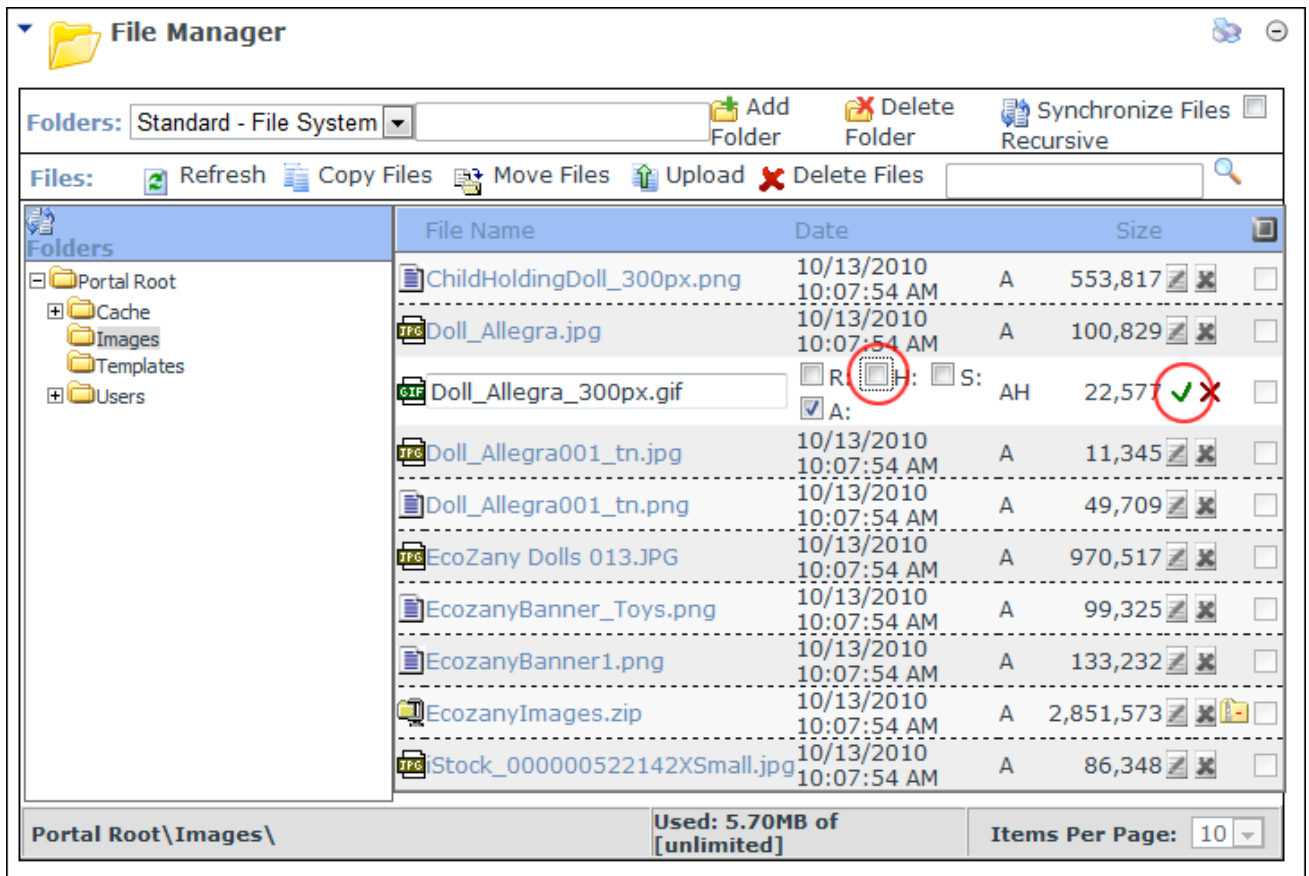 File Manager
Folders: Standard - File System Add Folder Delete Folder Synchronize Files Recursive
Files: Refresh Copy Files Move Files Upload Delete Files
Folders File Name Date Size
Portal Root
Cache
Images
Templates
Users
ChildHoldingDoll_300px.png 10/13/2010 10:07:54 AM A 553,817
JPG Doll_Allegra.jpg 10/13/2010 10:07:54 AM A 100,829
GIF Doll_Allegra_300px.gif R: H: S: A: AH 22,577
JPG Doll_Allegra001_tn.jpg 10/13/2010 10:07:54 AM A 11,345
Doll_Allegra001_tn.png 10/13/2010 10:07:54 AM A 49,709
JPG EcoZany Dolls 013.JPG 10/13/2010 10:07:54 AM A 970,517
EcozanyBanner_Toys.png 10/13/2010 10:07:54 AM A 99,325
EcozanyBanner1.png 10/13/2010 10:07:54 AM A 133,232
EcozanyImages.zip 10/13/2010 10:07:54 AM A 2,851,573
JPG iStock_000000522142XSmall.jpg 10/13/2010 10:07:54 AM A 86,348
Portal Root\Images\ Used: 5.70MB of [unlimited] Items Per Page: 10